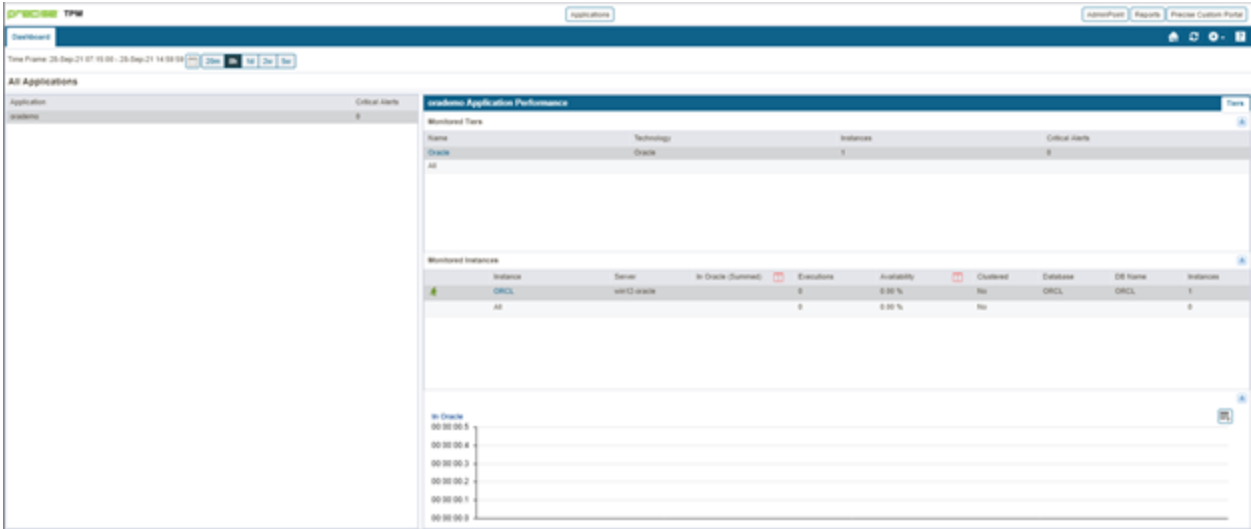 precise TPM Applications AdminPoint Reports Precise Custom Portal
Dashboard
Time Frame: 28-Sep-21 07:15:00 - 28-Sep-21 14:59:59 20m 8h 1d 2w 5w
All Applications
Application Critical Alerts
orademo 0
orademo Application Performance Tiers
Monitored Tiers
Name Technology Instances Critical Alerts
Oracle Oracle 1 0
All
Monitored Instances
Instance Server In Oracle (Summed) Executions Availability Clustered Database DB Name Instances
ORCL win12-oracle 0 0.00 % No ORCL ORCL 1
All 0 0.00 % No 0
In Oracle
00:00:00.5
00:00:00.4
00:00:00.3
00:00:00.2
00:00:00.1
00:00:00.0